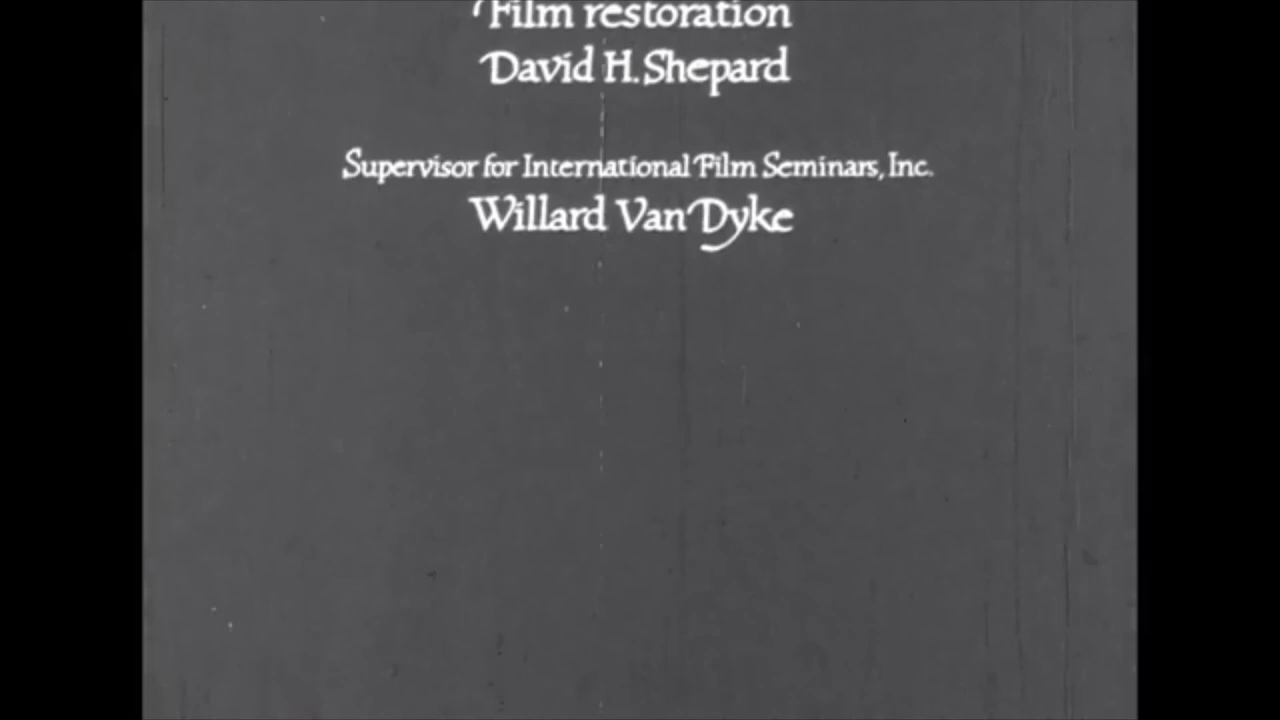 Film restoration
David H. Shepard
Supervisor for International Film Seminars, Inc.
Willard Van Dyke